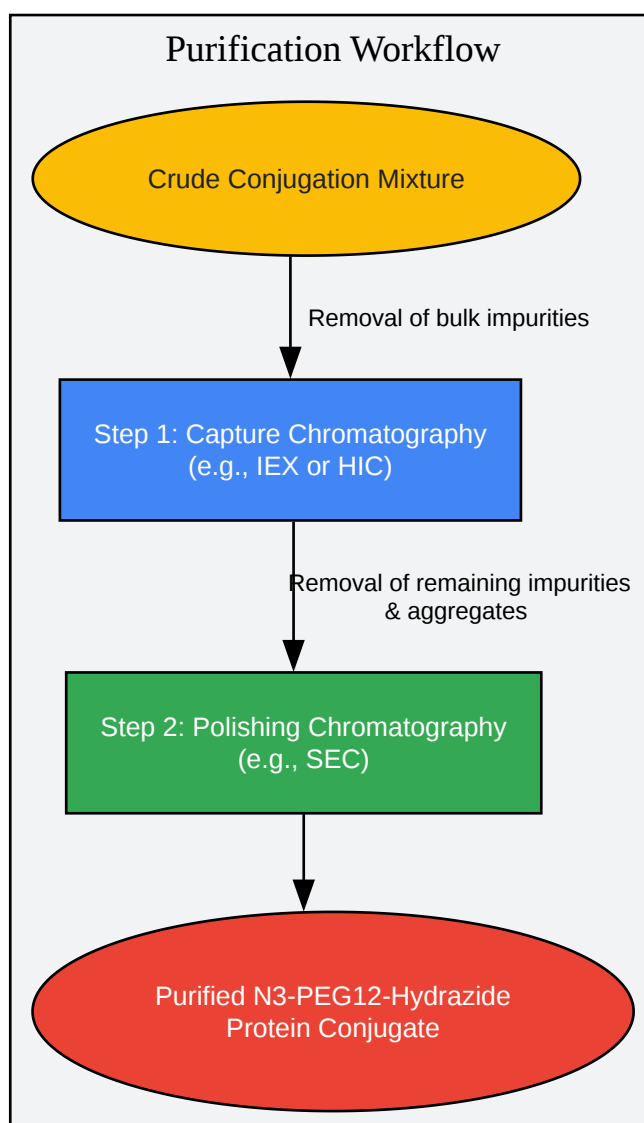 Purification Workflow
Crude Conjugation Mixture
Removal of bulk impurities
Step 1: Capture Chromatography
(e.g., IEX or HIC)
Removal of remaining impurities
& aggregates
Step 2: Polishing Chromatography
(e.g., SEC)
Purified N3-PEG12-Hydrazide
Protein Conjugate